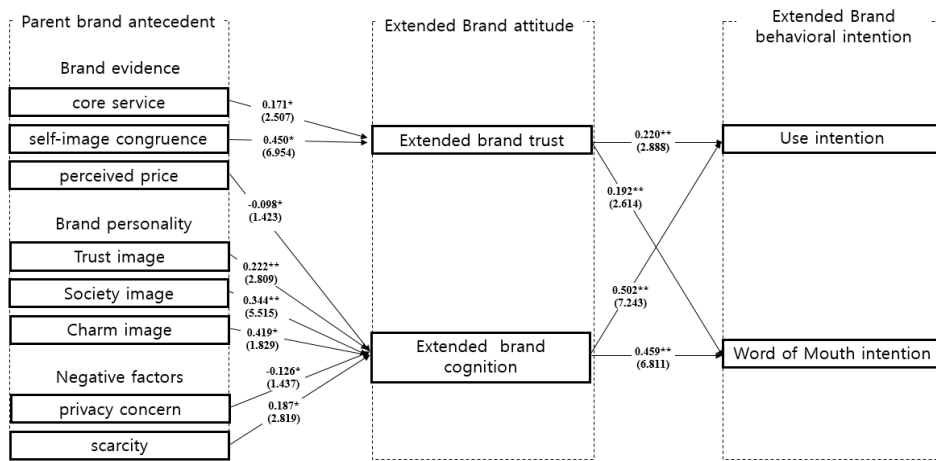 Parent brand antecedent
Brand evidence
core service
self-image congruence
perceived price
Brand personality
Trust image
Society image
Charm image
Negative factors
privacy concern
scarcity
0.171*
(2.507)
0.450*
(6.954)
-0.098*
(1.423)
0.222**
(2.809)
0.344**
(5.515)
0.419*
(1.829)
-0.126*
(1.437)
0.187*
(2.819)
Extended Brand attitude
Extended brand trust
Extended brand
cognition
0.220**
(2.888)
0.192**
(2.614)
0.502**
(7.243)
0.459**
(6.811)
Extended Brand
behavioral intention
Use intention
Word of Mouth intention